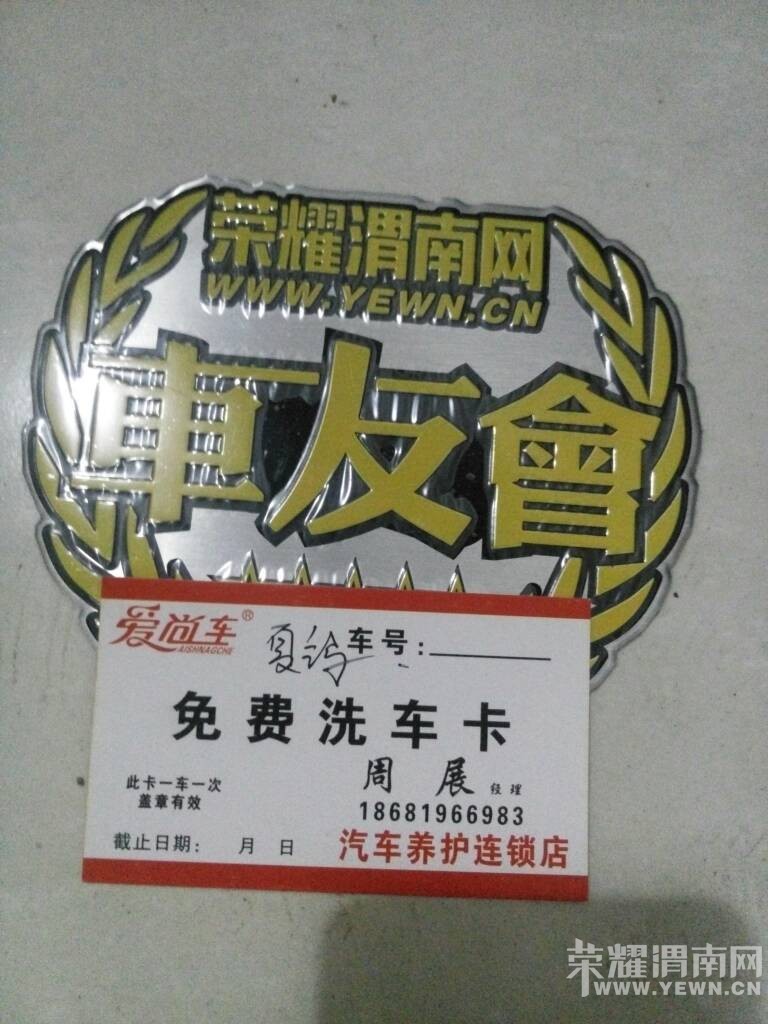 荣耀渭南网
WWW.YEWN.CN
車友會
爱尚车®
AISHNAGCHE
车号:
免费洗车卡
此卡一车一次
盖章有效
周展 经理
18681966983
截止日期: 月 日
汽车养护连锁店
荣耀渭南网
WWW.YEWN.CN